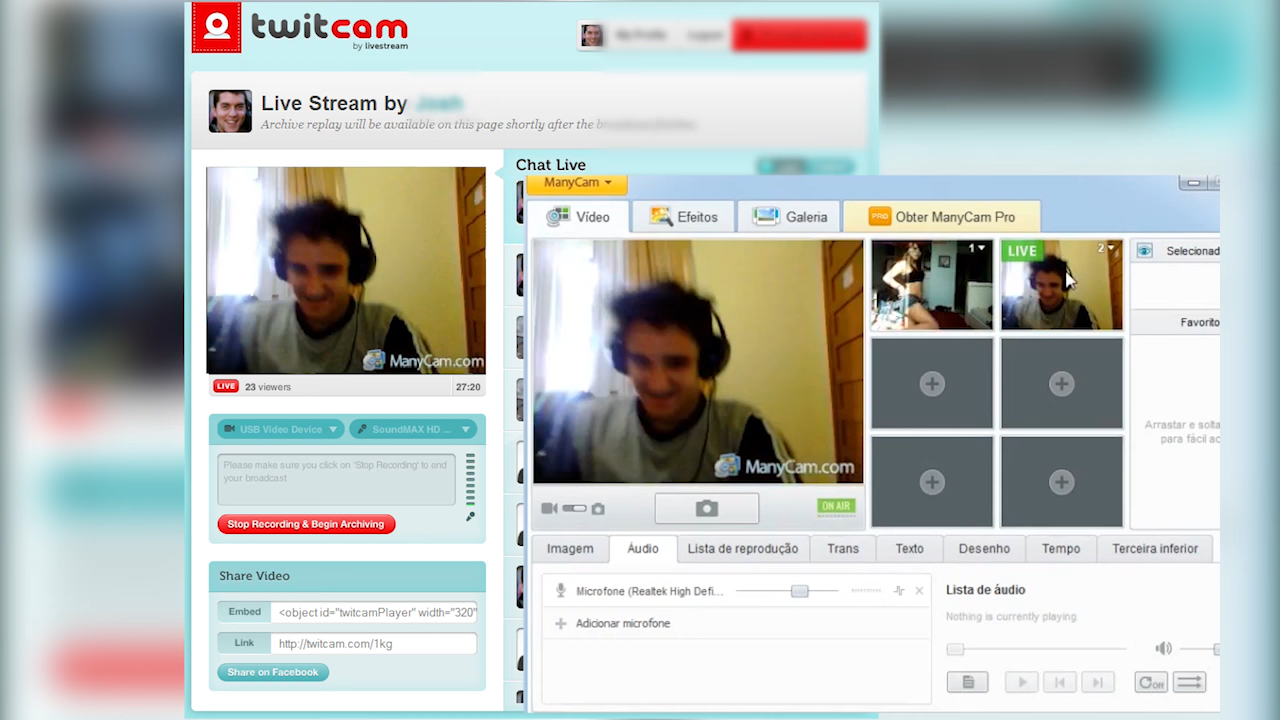 twitcam
by livestream
My Profile
Logout
Live Stream by Josh
Archive replay will be available on this page shortly after the
Chat Live
ManyCam.com
LIVE 23 viewers 27:20
USB Video Device SoundMAX HD ...
Please make sure you click on 'Stop Recording' to end
your broadcast
Stop Recording & Begin Archiving
Share Video
Embed <object id="twitcamPlayer" width="320"
Link http://twitcam.com/1kg
Share on Facebook
ManyCam
Vídeo Efeitos Galeria PRO Obter ManyCam Pro
1 LIVE 2
Selecionad
Favorito
Arrastar e solta
para fácil ac
ManyCam.com
ON AIR
Imagem Áudio Lista de reprodução Trans Texto Desenho Tempo Terceira inferior
Microfone (Realtek High Defi...
Adicionar microfone
Lista de áudio
Nothing is currently playing
Off